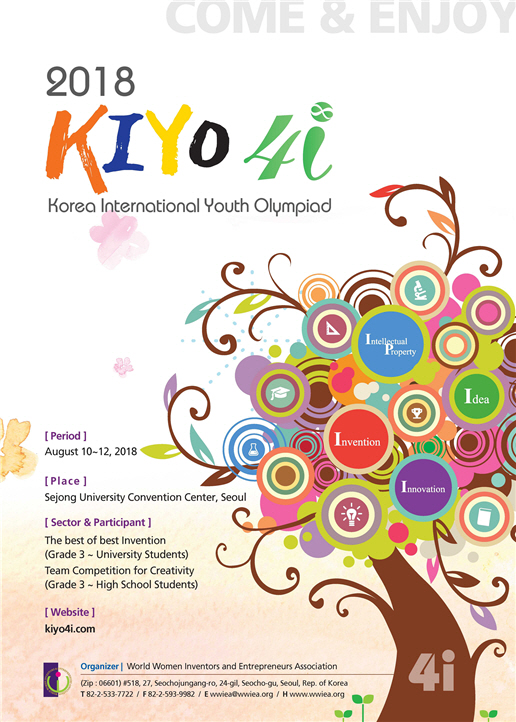 COME & ENJOY
2018
KIYO 4i
Korea International Youth Olympiad
Intellectual
Property
Idea
Invention
Innovation
[ Period ]
August 10~12, 2018
[ Place ]
Sejong University Convention Center, Seoul
[ Sector & Participant ]
The best of best Invention
(Grade 3 ~ University Students)
Team Competition for Creativity
(Grade 3 ~ High School Students)
[ Website ]
kiyo4i.com
Organizer | World Women Inventors and Entrepreneurs Association
(Zip : 06601) #518, 27, Seochojungang-ro, 24-gil, Seocho-gu, Seoul, Rep. of Korea
T 82-2-533-7722 / F 82-2-593-9982 / E wwiea@wwiea.org / H www.wwiea.org
4i